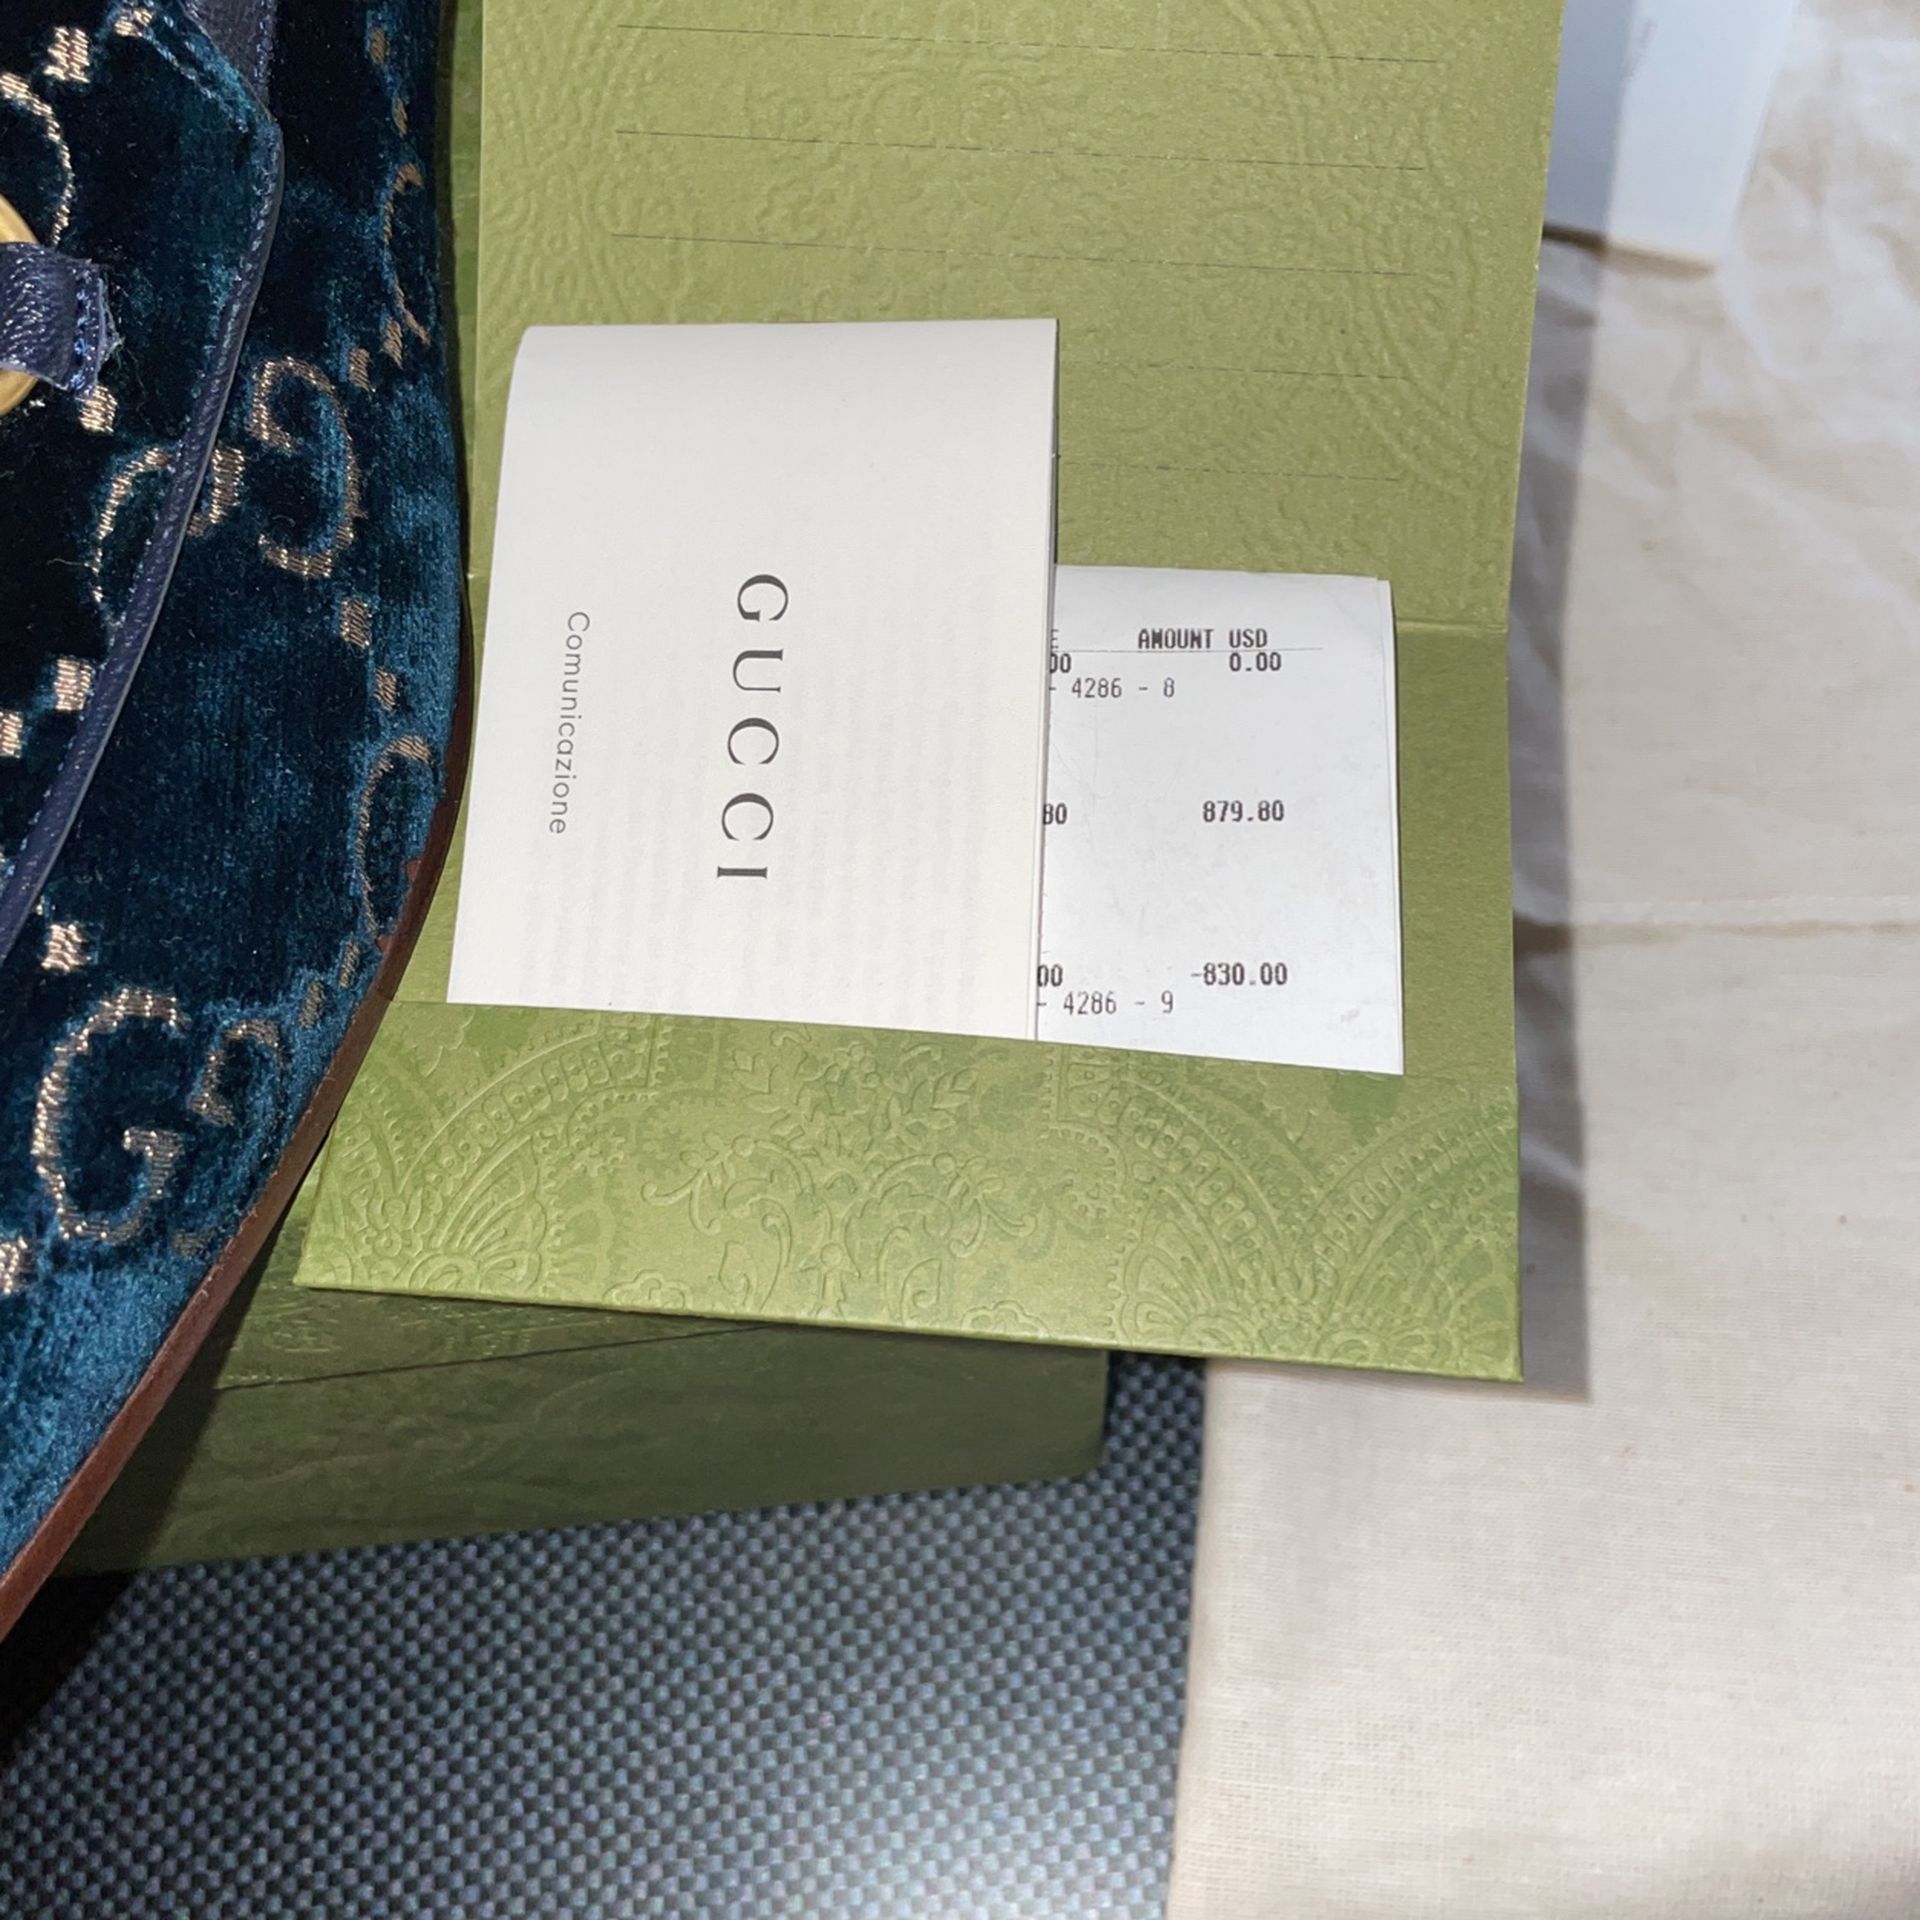 GUCCI
Comunicazione
AMOUNT USD
00 0.00
- 4286 - 8
80 879.80
00 -830.00
- 4286 - 9